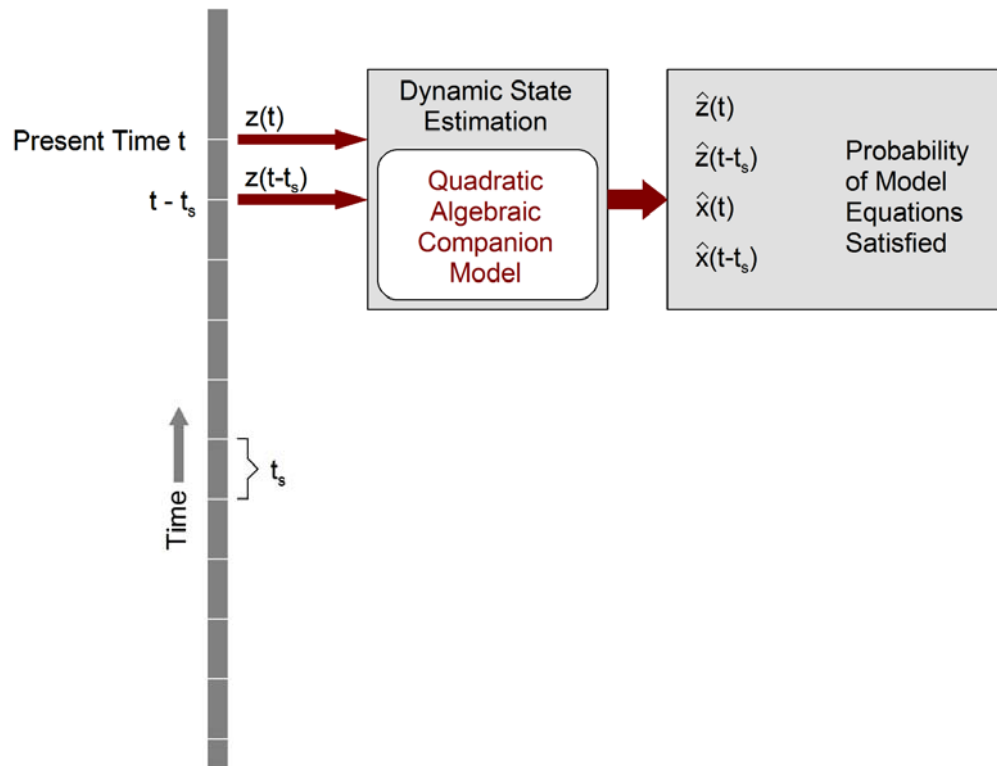 Present Time t
t - tₛ
z(t)
z(t-tₛ)
Dynamic State
Estimation
Quadratic
Algebraic
Companion
Model
ẑ(t)
ẑ(t-tₛ)
x̂(t)
x̂(t-tₛ)
Probability
of Model
Equations
Satisfied
tₛ
Time